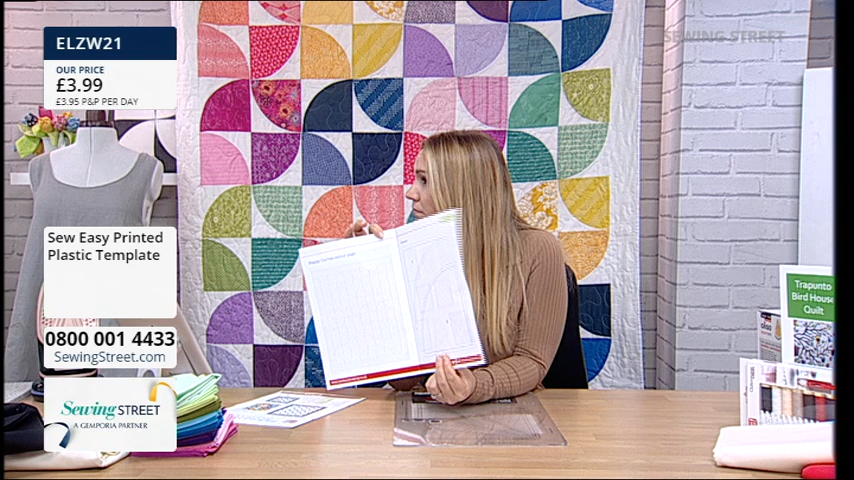 ELZW21
OUR PRICE
£3.99
£3.95 P&P PER DAY
SEWING STREET
Sew Easy Printed
Plastic Template
0800 001 4433
SewingStreet.com
Sewing STREET
A GEMPORIA PARTNER
Trapunto
Bird House
Quilt